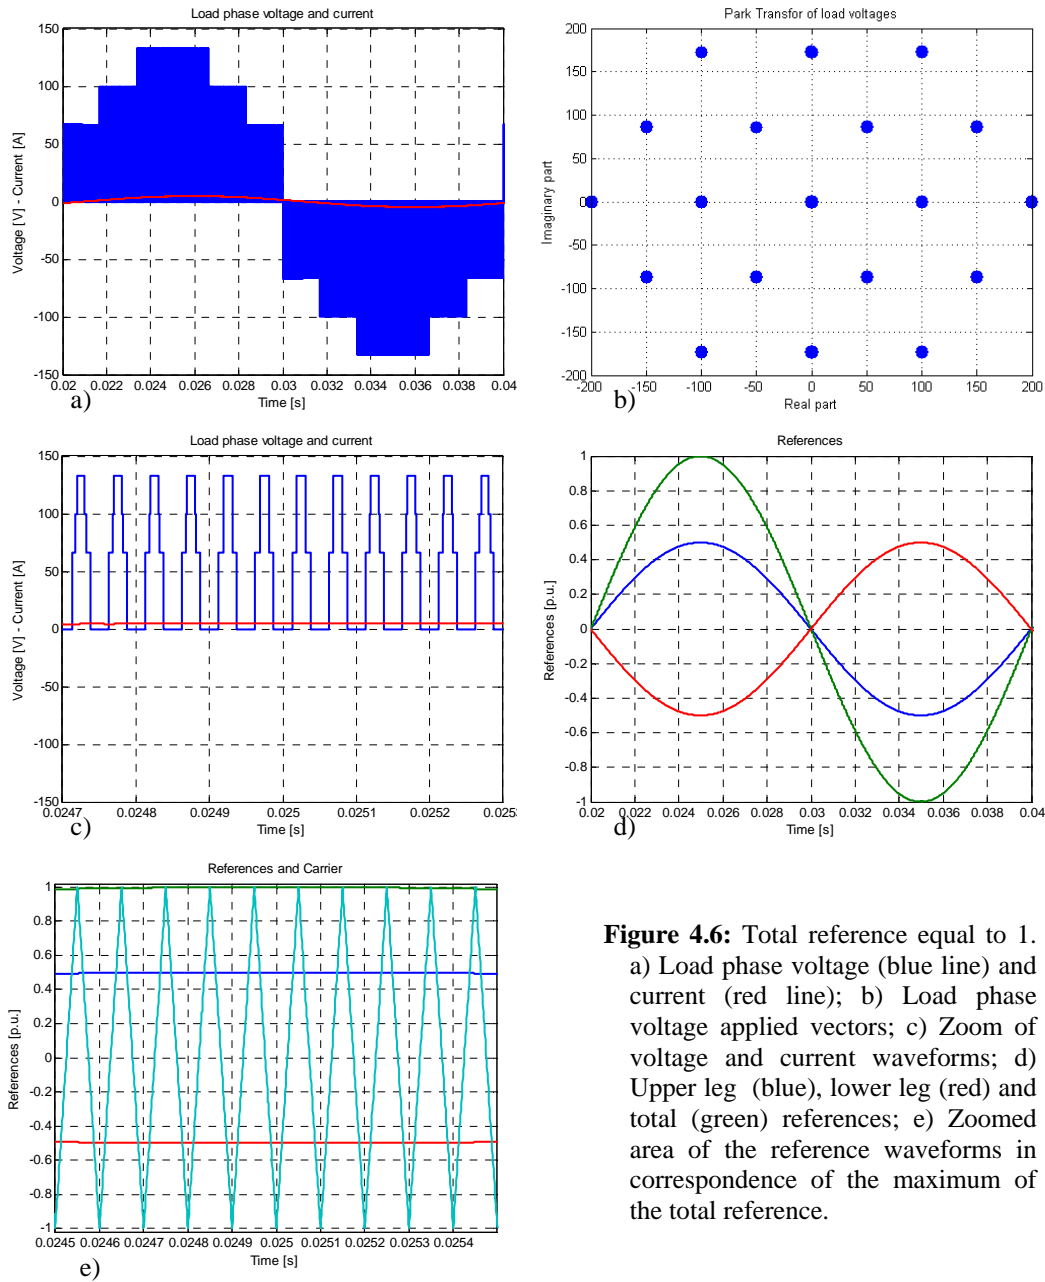 Load phase voltage and current
150
100
50
0
-50
-100
-150
Voltage [V] - Current [A]
0.02 0.022 0.024 0.026 0.028 0.03 0.032 0.034 0.036 0.038 0.04
Time [s]
a)
Park Transfor of load voltages
200
150
100
50
0
-50
-100
-150
-200
Imaginary part
-200 -150 -100 -50 0 50 100 150 200
Real part
b)
Load phase voltage and current
150
100
50
0
-50
-100
-150
Voltage [V] - Current [A]
0.0247 0.0248 0.0249 0.025 0.0251 0.0252 0.025
Time [s]
c)
References
1
0.8
0.6
0.4
0.2
0
-0.2
-0.4
-0.6
-0.8
-1
References [p.u.]
0.02 0.022 0.024 0.026 0.028 0.03 0.032 0.034 0.036 0.038 0.04
Time [s]
d)
References and Carrier
1
0.8
0.6
0.4
0.2
0
-0.2
-0.4
-0.6
-0.8
-1
References [p.u.]
0.0245 0.0246 0.0247 0.0248 0.0249 0.025 0.0251 0.0252 0.0253 0.0254
Time [s]
e)
Figure 4.6: Total reference equal to 1.
a) Load phase voltage (blue line) and
current (red line); b) Load phase
voltage applied vectors; c) Zoom of
voltage and current waveforms; d)
Upper leg (blue), lower leg (red) and
total (green) references; e) Zoomed
area of the reference waveforms in
correspondence of the maximum of
the total reference.